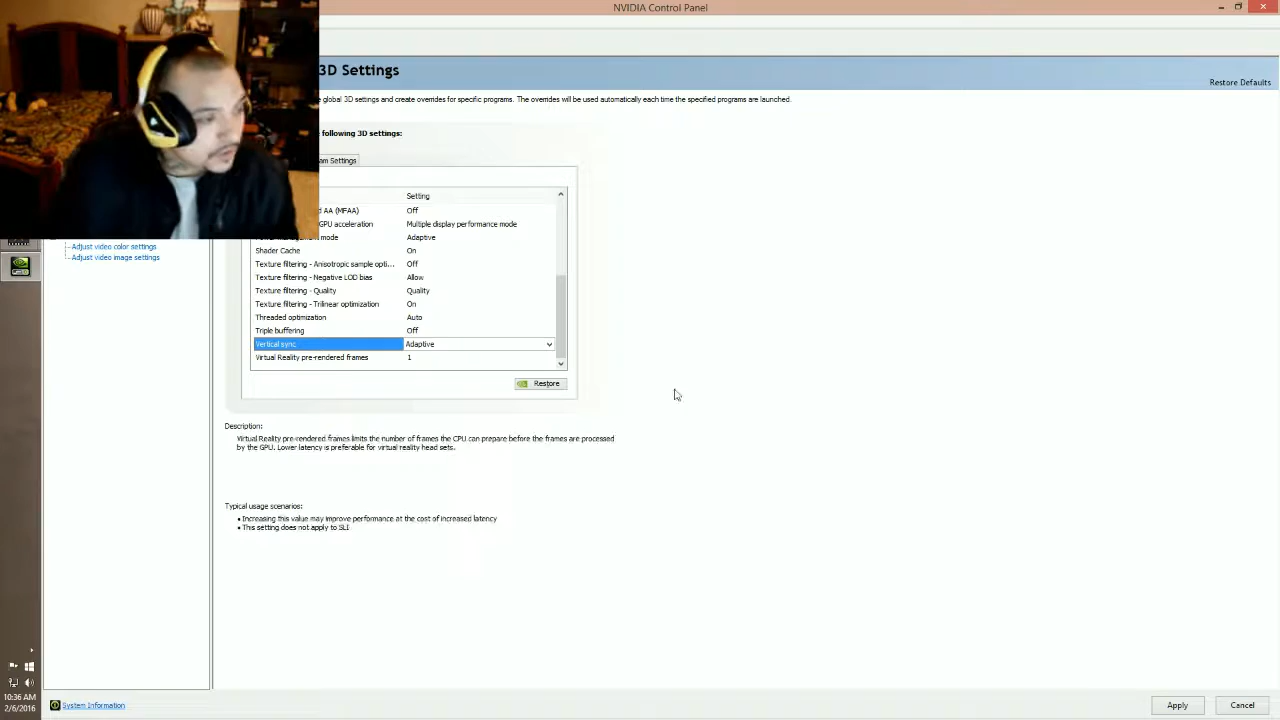 NVIDIA Control Panel
3D Settings
Restore Defaults
global 3D settings and create overrides for specific programs. The overrides will be used automatically each time the specified programs are launched.
following 3D settings:
am Settings
Setting
d AA (MFAA) Off
GPU acceleration Multiple display performance mode
Power management mode Adaptive
Shader Cache On
Texture filtering - Anisotropic sample opti... Off
Texture filtering - Negative LOD bias Allow
Texture filtering - Quality Quality
Texture filtering - Trilinear optimization On
Threaded optimization Auto
Triple buffering Off
Vertical sync Adaptive
Virtual Reality pre-rendered frames 1
Restore
Adjust video color settings
Adjust video image settings
Description:
Virtual Reality pre-rendered frames limits the number of frames the CPU can prepare before the frames are processed
by the GPU. Lower latency is preferable for virtual reality head sets.
Typical usage scenarios:
• Increasing this value may improve performance at the cost of increased latency
• This setting does not apply to SLI
10:36 AM
2/6/2016
System Information
Apply
Cancel